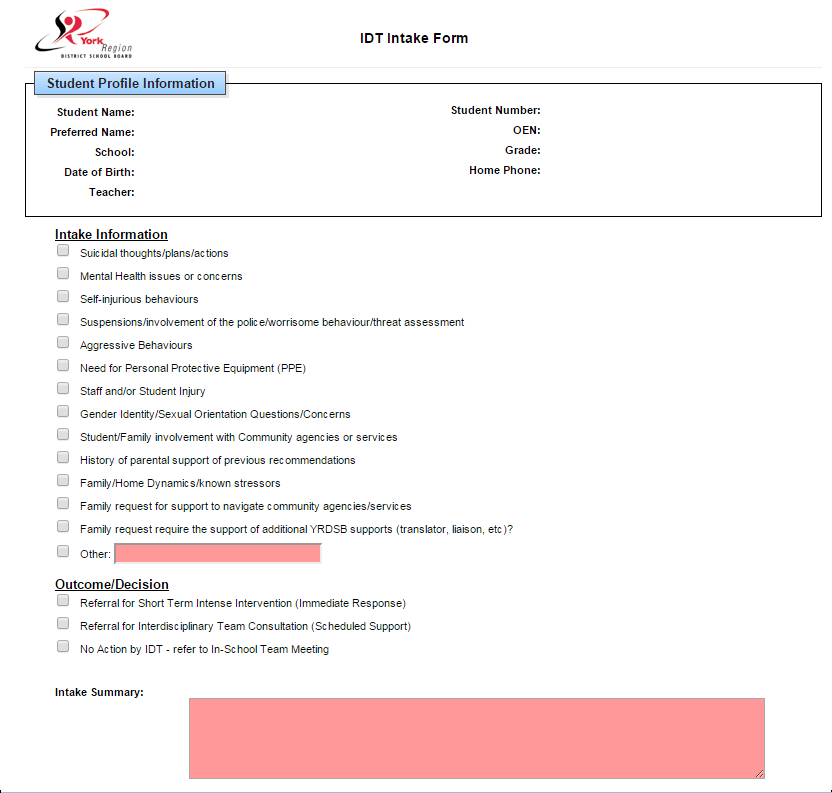 York
Region
DISTRICT SCHOOL BOARD
IDT Intake Form
Student Profile Information
Student Name:
Student Number:
Preferred Name:
OEN:
School:
Grade:
Date of Birth:
Home Phone:
Teacher:
Intake Information
Suicidal thoughts/plans/actions
Mental Health issues or concerns
Self-injurious behaviours
Suspensions/involvement of the police/worrisome behaviour/threat assessment
Aggressive Behaviours
Need for Personal Protective Equipment (PPE)
Staff and/or Student Injury
Gender Identity/Sexual Orientation Questions/Concerns
Student/Family involvement with Community agencies or services
History of parental support of previous recommendations
Family/Home Dynamics/known stressors
Family request for support to navigate community agencies/services
Family request require the support of additional YRDSB supports (translator, liaison, etc)?
Other:
Outcome/Decision
Referral for Short Term Intense Intervention (Immediate Response)
Referral for Interdisciplinary Team Consultation (Scheduled Support)
No Action by IDT - refer to In-School Team Meeting
Intake Summary: